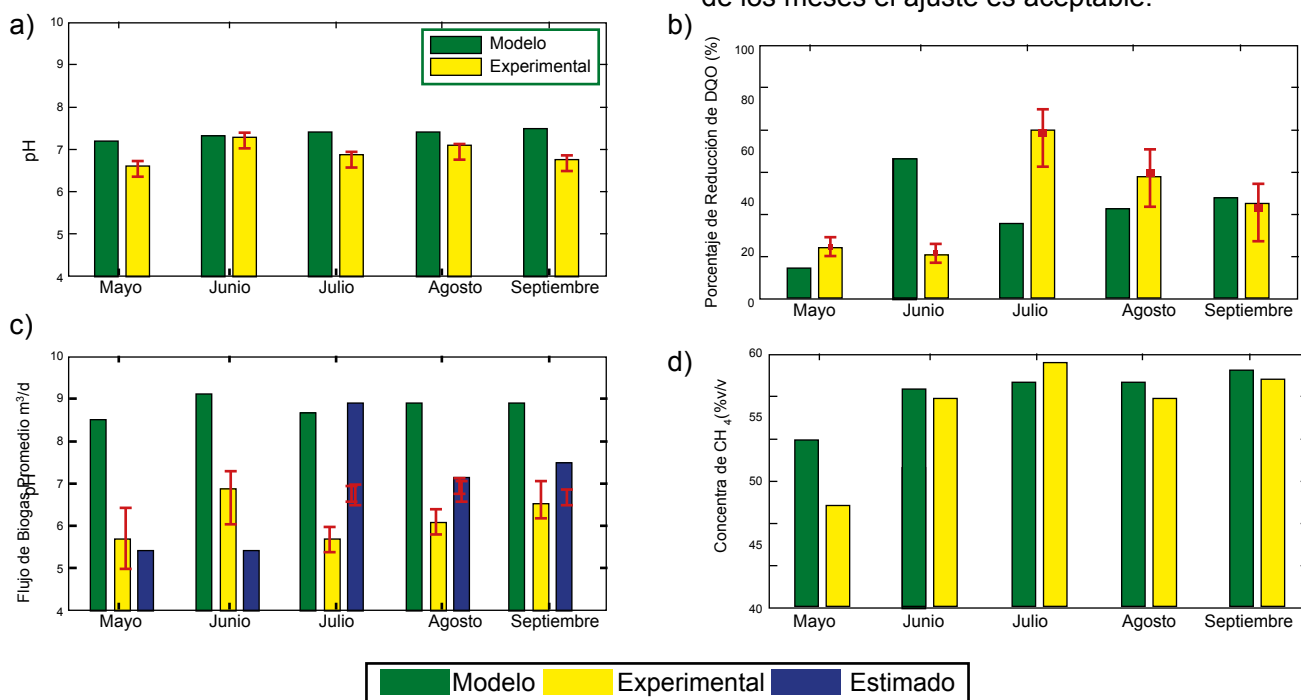 de los meses el ajuste es aceptable.
a)
10
9
8
7
6
5
4
pH
Modelo
Experimental
Mayo Junio Julio Agosto Septiembre
b)
100
80
60
40
20
0
Porcentaje de Reducción de DQO (%)
Mayo Junio Julio Agosto Septiembre
c)
10
9
8
7
6
5
4
Flujo de Biogas Promedio m³/d
pH
Mayo Junio Julio Agosto Septiembre
d)
60
55
50
45
40
Concentra de CH4(%v/v)
Mayo Junio Julio Agosto Septiembre
Modelo Experimental Estimado